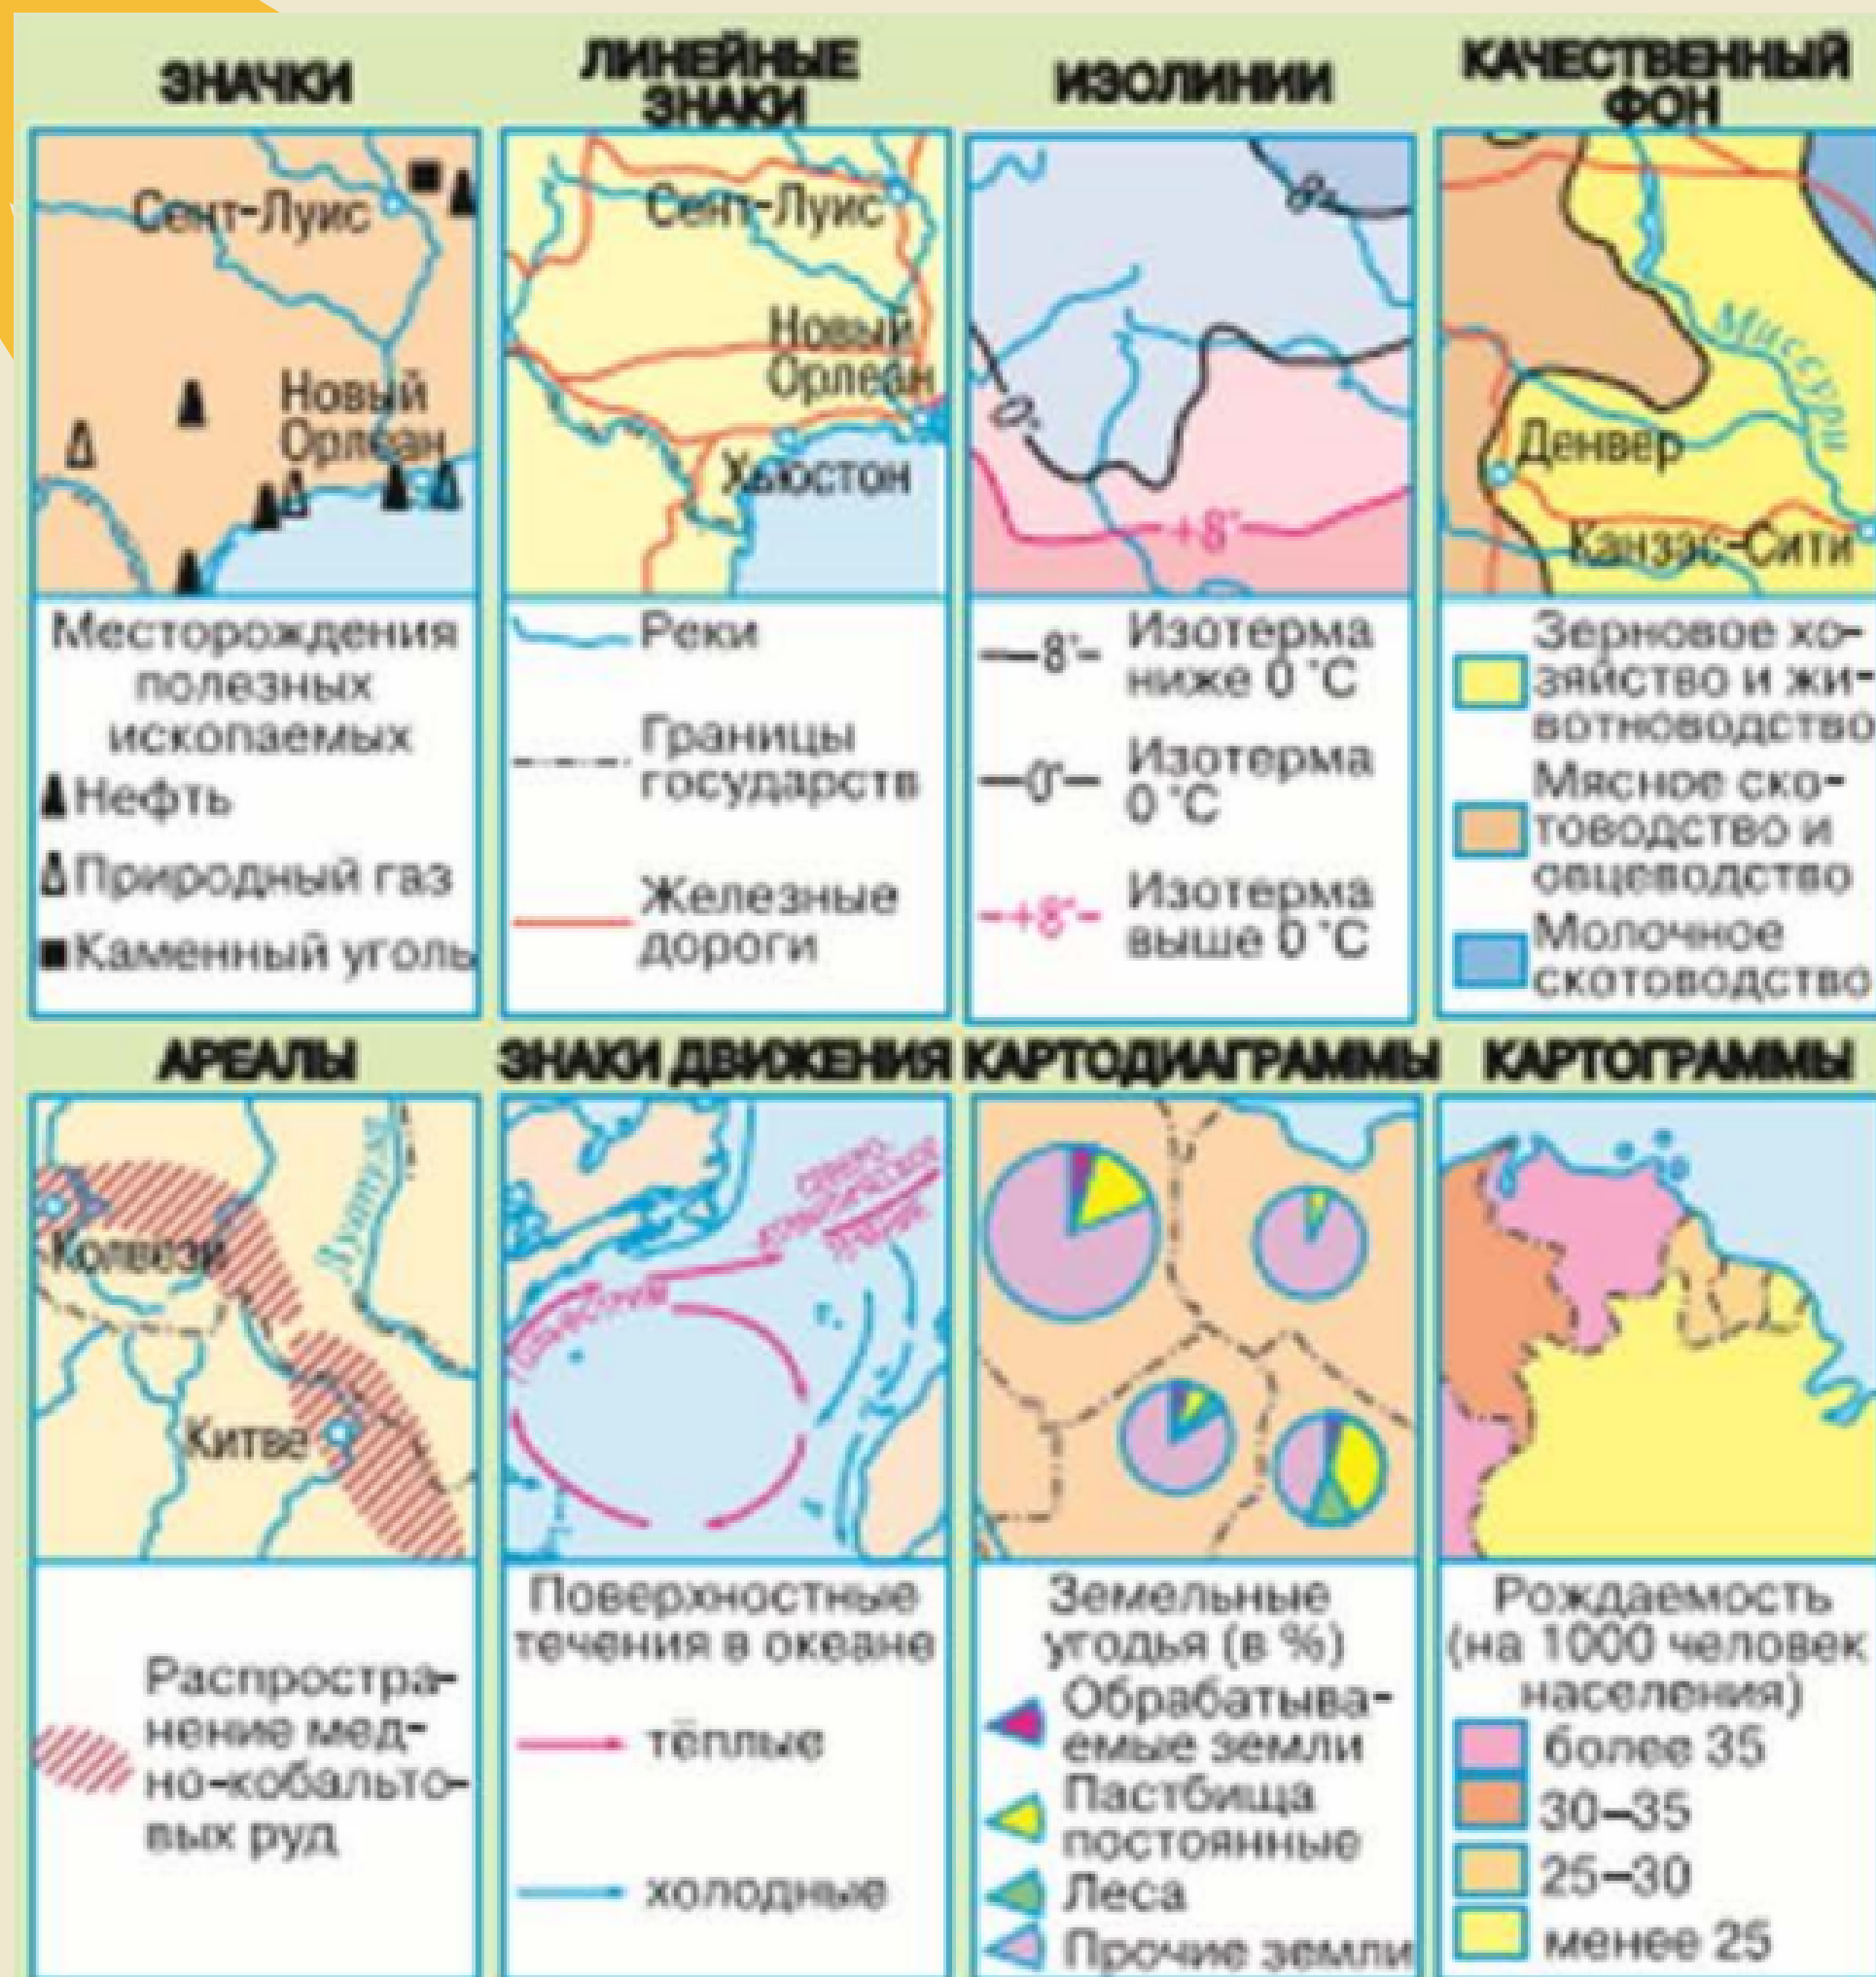 ЗНАЧКИ
ЛИНЕЙНЫЕ
ЗНАКИ
ИЗОЛИНИИ
КАЧЕСТВЕННЫЙ
ФОН
Сент-Луис
Новый
Орлеан
Месторождения
полезных
ископаемых
Нефть
Природный газ
Каменный уголь
Сент-Луис
Новый
Орлеан
Хьюстон
Реки
Границы
государств
Железные
дороги
-8°
0°
+8°
-8°-
Изотерма
ниже 0 °C
-0°-
Изотерма
0 °C
-+8°-
Изотерма
выше 0 °C
Миссури
Денвер
Канзас-Сити
Зерновое хо-
зяйство и жи-
вотноводство
Мясное ско-
товодство и
овцеводство
Молочное
скотоводство
АРЕАЛЫ
ЗНАКИ ДВИЖЕНИЯ
КАРТОДИАГРАММЫ
КАРТОГРАММЫ
Колвези
Китве
Распростра-
нение мед-
но-кобальто-
вых руд
Гольфстрим
Поверхностные
течения в океане
тёплые
холодные
Земельные
угодья (в %)
Обрабатыва-
емые земли
Пастбища
постоянные
Леса
Прочие земли
Рождаемость
(на 1000 человек
населения)
более 35
30–35
25–30
менее 25